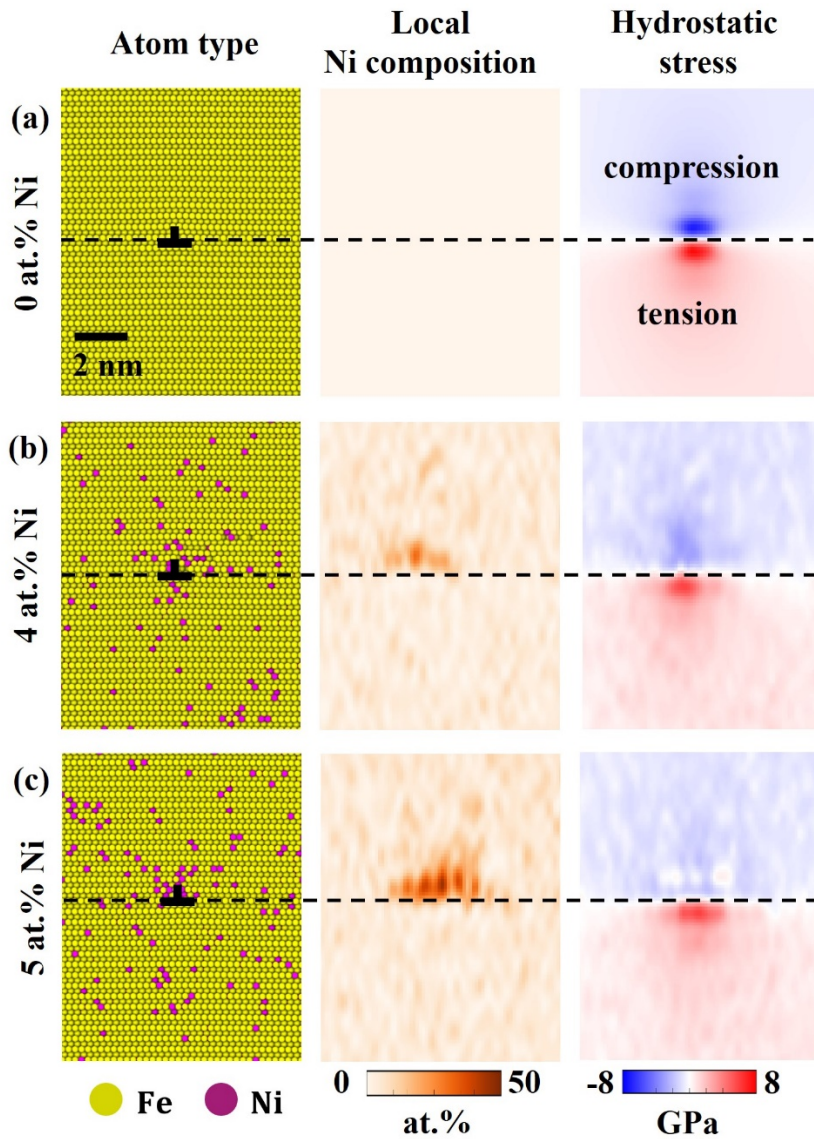 Atom type
Local
Ni composition
Hydrostatic
stress
(a)
0 at.% Ni
2 nm
compression
tension
(b)
4 at.% Ni
(c)
5 at.% Ni
Fe
Ni
0
50
at.%
-8
8
GPa